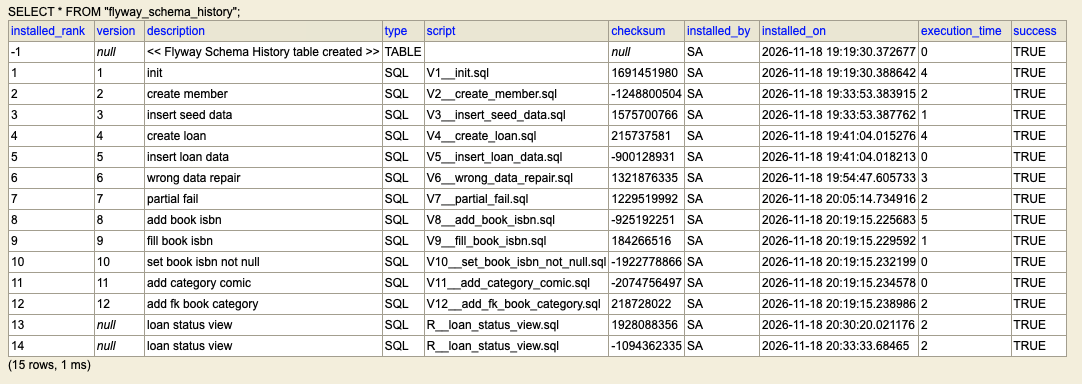 SELECT * FROM "flyway_schema_history";
installed_rank version description type script checksum installed_by installed_on execution_time success
-1 null << Flyway Schema History table created >> TABLE null SA 2026-11-18 19:19:30.372677 0 TRUE
1 1 init SQL V1__init.sql 1691451980 SA 2026-11-18 19:19:30.388642 4 TRUE
2 2 create member SQL V2__create_member.sql -1248800504 SA 2026-11-18 19:33:53.383915 2 TRUE
3 3 insert seed data SQL V3__insert_seed_data.sql 1575700766 SA 2026-11-18 19:33:53.387762 1 TRUE
4 4 create loan SQL V4__create_loan.sql 215737581 SA 2026-11-18 19:41:04.015276 4 TRUE
5 5 insert loan data SQL V5__insert_loan_data.sql -900128931 SA 2026-11-18 19:41:04.018213 0 TRUE
6 6 wrong data repair SQL V6__wrong_data_repair.sql 1321876335 SA 2026-11-18 19:54:47.605733 3 TRUE
7 7 partial fail SQL V7__partial_fail.sql 1229519992 SA 2026-11-18 20:05:14.734916 2 TRUE
8 8 add book isbn SQL V8__add_book_isbn.sql -925192251 SA 2026-11-18 20:19:15.225683 5 TRUE
9 9 fill book isbn SQL V9__fill_book_isbn.sql 184266516 SA 2026-11-18 20:19:15.229592 1 TRUE
10 10 set book isbn not null SQL V10__set_book_isbn_not_null.sql -1922778866 SA 2026-11-18 20:19:15.232199 0 TRUE
11 11 add category comic SQL V11__add_category_comic.sql -2074756497 SA 2026-11-18 20:19:15.234578 0 TRUE
12 12 add fk book category SQL V12__add_fk_book_category.sql 218728022 SA 2026-11-18 20:19:15.238986 2 TRUE
13 null loan status view SQL R__loan_status_view.sql 1928088356 SA 2026-11-18 20:30:20.021176 2 TRUE
14 null loan status view SQL R__loan_status_view.sql -1094362335 SA 2026-11-18 20:33:33.68465 2 TRUE
(15 rows, 1 ms)